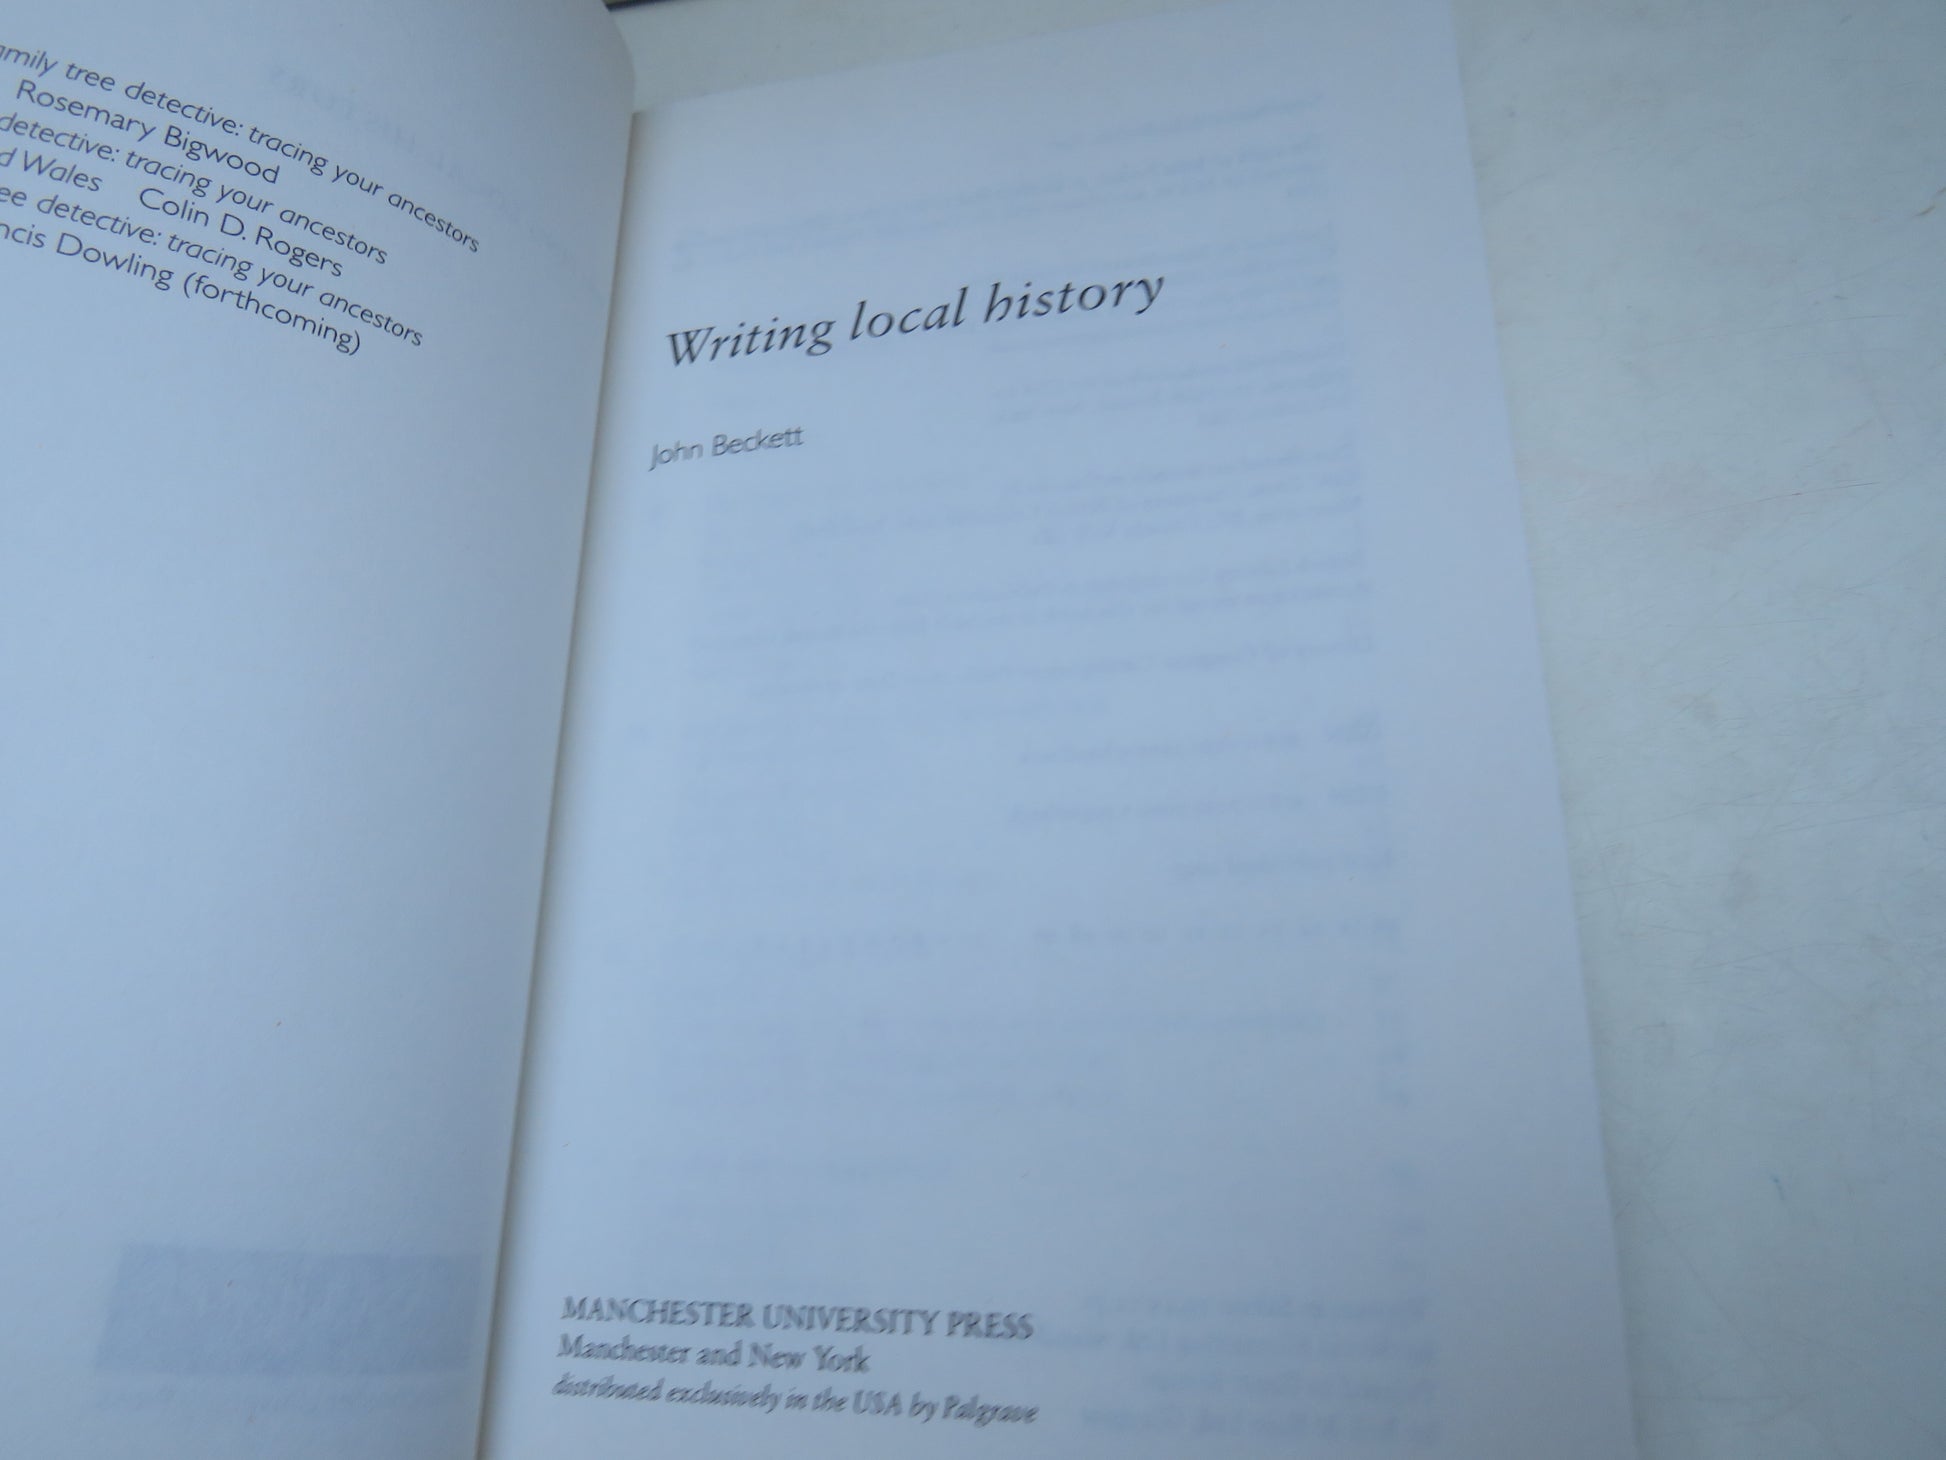 family tree detective: tracing your ancestors
Rosemary Bigwood
detective: tracing your ancestors
d Wales Colin D. Rogers
ee detective: tracing your ancestors
ncis Dowling (forthcoming)
Writing local history
John Beckett
MANCHESTER UNIVERSITY PRESS
Manchester and New York
distributed exclusively in the USA by Palgrave